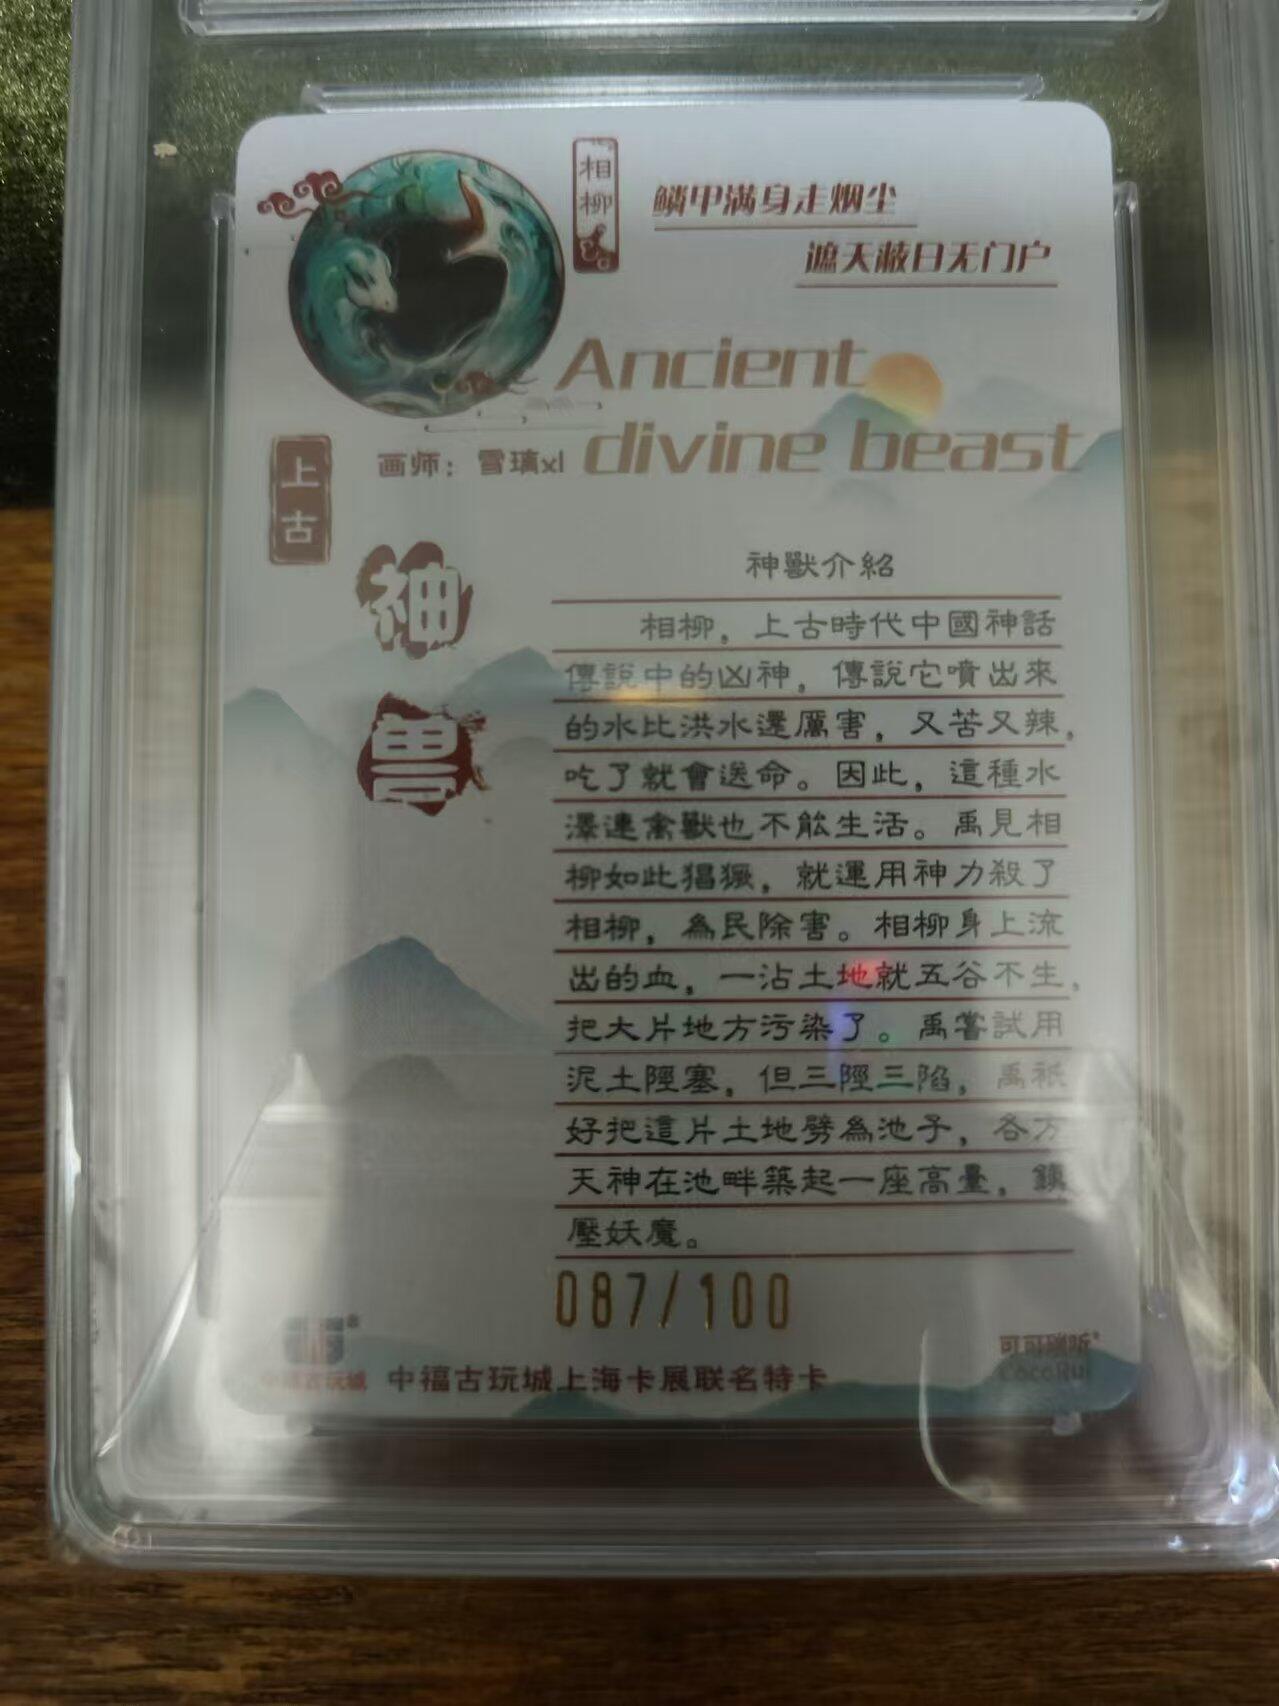 相柳
鳞甲满身走烟尘
遮天蔽日无门户
Ancient
divine beast
画师：雪璃xl
上古
神兽
神獸介紹
相柳，上古時代中國神話
傳說中的凶神，傳說它噴出來
的水比洪水還厲害，又苦又辣，
吃了就會送命。因此，這種水
澤連禽獸也不能生活。禹見相
柳如此猖獗，就運用神力殺了
相柳，為民除害。相柳身上流
出的血，一沾土地就五谷不生，
把大片地方污染了。禹嘗試用
泥土陘塞，但三陘三陷，禹祇
好把這片土地劈為池子，各方
天神在池畔築起一座高臺，鎮
壓妖魔。
087/100
中福古玩城
中福古玩城上海卡展联名特卡
可可瑞昕
CocoRui